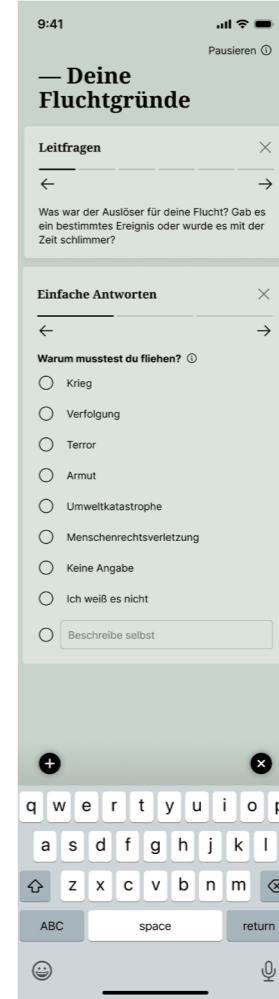 9:41
Pausieren
— Deine
Fluchtgründe
Leitfragen
Was war der Auslöser für deine Flucht? Gab es
ein bestimmtes Ereignis oder wurde es mit der
Zeit schlimmer?
Einfache Antworten
Warum musstest du fliehen?
Krieg
Verfolgung
Terror
Armut
Umweltkatastrophe
Menschenrechtsverletzung
Keine Angabe
Ich weiß es nicht
Beschreibe selbst
q w e r t y u i o p
a s d f g h j k l
z x c v b n m
ABC space return